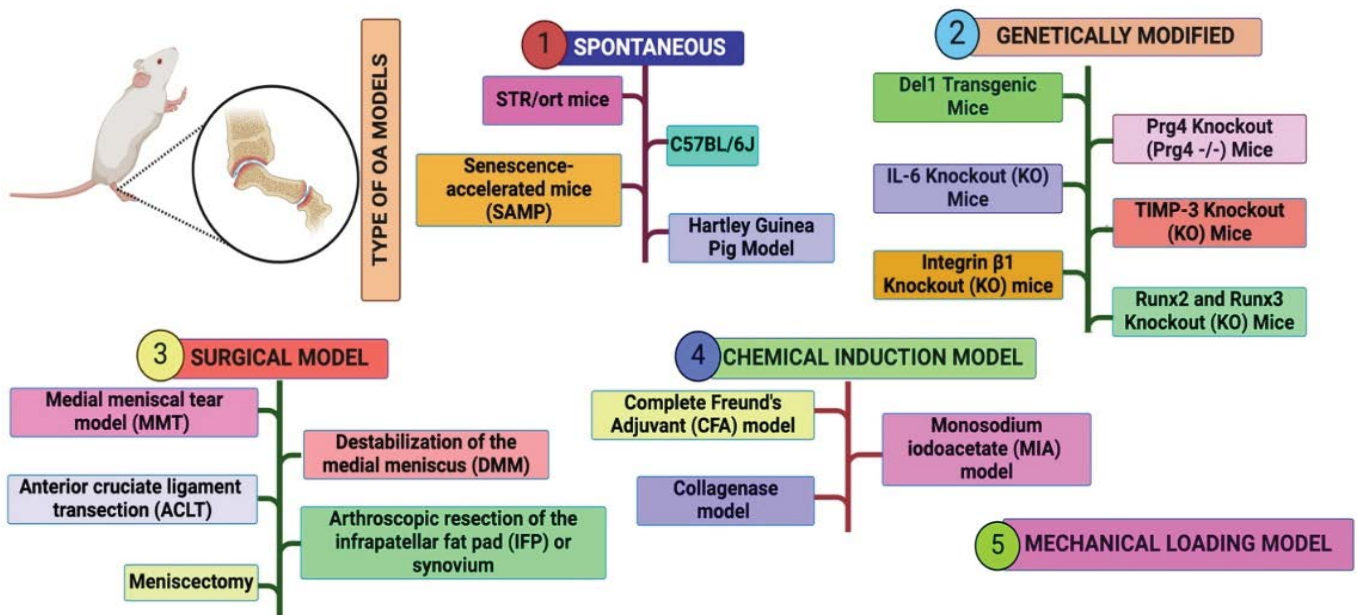 TYPE OF OA MODELS
1
SPONTANEOUS
STR/ort mice
C57BL/6J
Senescence-
accelerated mice
(SAMP)
Hartley Guinea
Pig Model
2
GENETICALLY MODIFIED
Del1 Transgenic
Mice
Prg4 Knockout
(Prg4 -/-) Mice
IL-6 Knockout (KO)
Mice
TIMP-3 Knockout
(KO) Mice
Integrin β1
Knockout (KO) mice
Runx2 and Runx3
Knockout (KO) Mice
3
SURGICAL MODEL
Medial meniscal tear
model (MMT)
Destabilization of the
medial meniscus (DMM)
Anterior cruciate ligament
transection (ACLT)
Arthroscopic resection of the
infrapatellar fat pad (IFP) or
synovium
Meniscectomy
4
CHEMICAL INDUCTION MODEL
Complete Freund's
Adjuvant (CFA) model
Monosodium
iodoacetate (MIA)
model
Collagenase
model
5
MECHANICAL LOADING MODEL